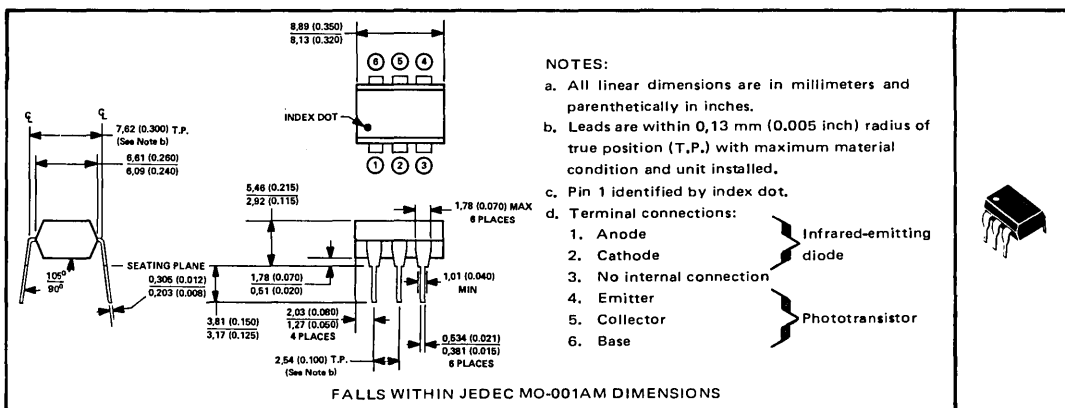 8,89 (0.350)
8,13 (0.320)
6 5 4
INDEX DOT
1 2 3
℄ ℄
7,62 (0.300) T.P.
(See Note b)
6,61 (0.260)
6,09 (0.240)
105°
90°
SEATING PLANE
0,305 (0.012)
0,203 (0.008)
5,46 (0.215)
2,92 (0.115)
1,78 (0.070) MAX
6 PLACES
1,78 (0.070)
0,51 (0.020)
1,01 (0.040)
MIN
3,81 (0.150)
3,17 (0.125)
2,03 (0.080)
1,27 (0.050)
4 PLACES
2,54 (0.100) T.P.
(See Note b)
0,534 (0.021)
0,381 (0.015)
6 PLACES
NOTES:
a. All linear dimensions are in millimeters and
parenthetically in inches.
b. Leads are within 0,13 mm (0.005 inch) radius of
true position (T.P.) with maximum material
condition and unit installed.
c. Pin 1 identified by index dot.
d. Terminal connections:
1. Anode
2. Cathode
Infrared-emitting
diode
3. No internal connection
4. Emitter
5. Collector
6. Base
Phototransistor
FALLS WITHIN JEDEC MO-001AM DIMENSIONS